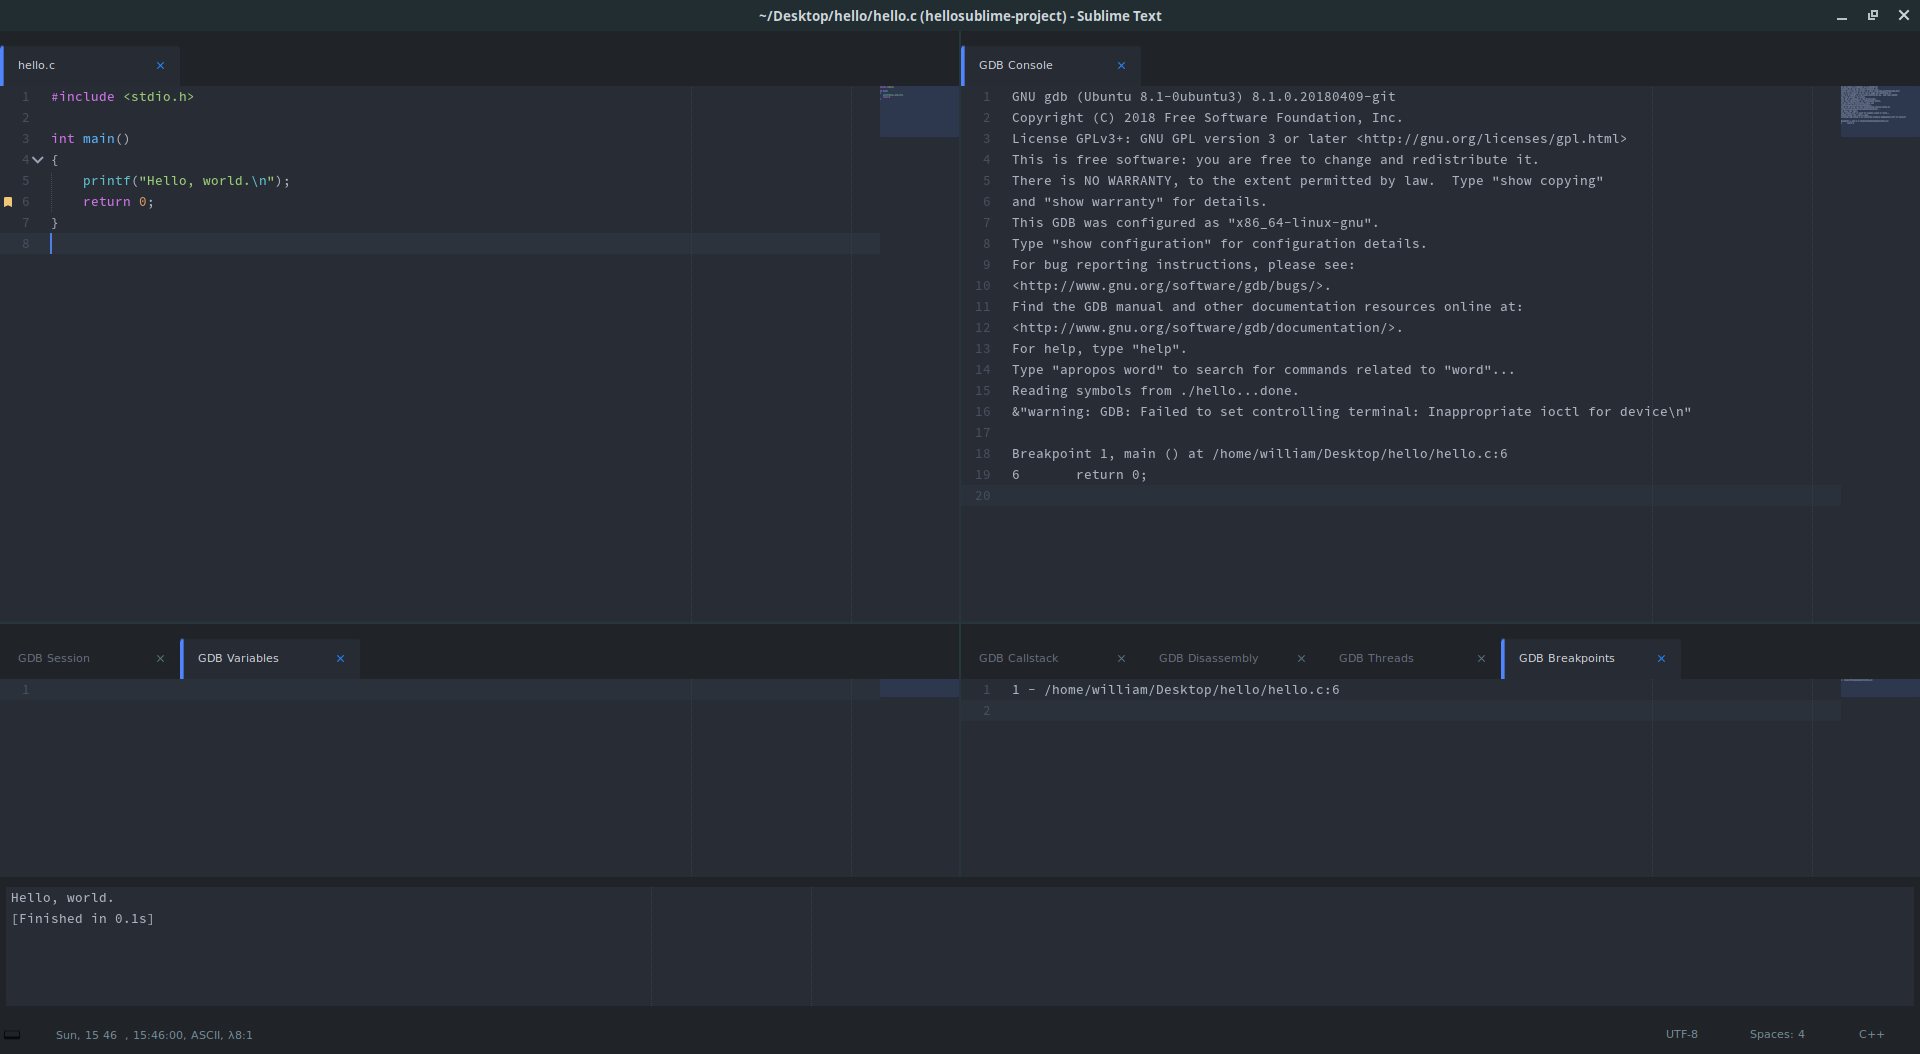 ~/Desktop/hello/hello.c (hellosublime-project) - Sublime Text
hello.c
1 #include <stdio.h>
2
3 int main()
4 {
5     printf("Hello, world.\n");
6     return 0;
7 }
8
GDB Console
1 GNU gdb (Ubuntu 8.1-0ubuntu3) 8.1.0.20180409-git
2 Copyright (C) 2018 Free Software Foundation, Inc.
3 License GPLv3+: GNU GPL version 3 or later <http://gnu.org/licenses/gpl.html>
4 This is free software: you are free to change and redistribute it.
5 There is NO WARRANTY, to the extent permitted by law.  Type "show copying"
6 and "show warranty" for details.
7 This GDB was configured as "x86_64-linux-gnu".
8 Type "show configuration" for configuration details.
9 For bug reporting instructions, please see:
10 <http://www.gnu.org/software/gdb/bugs/>.
11 Find the GDB manual and other documentation resources online at:
12 <http://www.gnu.org/software/gdb/documentation/>.
13 For help, type "help".
14 Type "apropos word" to search for commands related to "word"...
15 Reading symbols from ./hello...done.
16 &"warning: GDB: Failed to set controlling terminal: Inappropriate ioctl for device\n"
17
18 Breakpoint 1, main () at /home/william/Desktop/hello/hello.c:6
19 6       return 0;
20
GDB Session GDB Variables
1
GDB Callstack GDB Disassembly GDB Threads GDB Breakpoints
1 1 - /home/william/Desktop/hello/hello.c:6
2
Hello, world.
[Finished in 0.1s]
Sun, 15 46  , 15:46:00, ASCII, λ8:1 UTF-8 Spaces: 4 C++